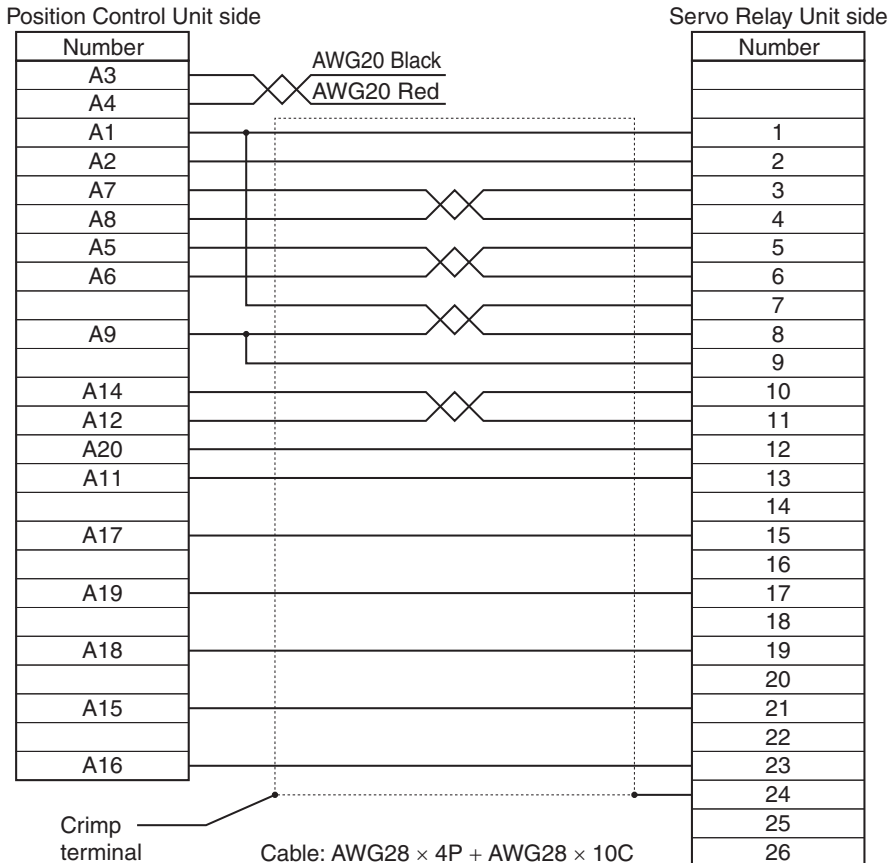 Position Control Unit side Servo Relay Unit side
Number Number
A3 AWG20 Black
A4 AWG20 Red
A1 1
A2 2
A7 3
A8 4
A5 5
A6 6
7
A9 8
9
A14 10
A12 11
A20 12
A11 13
14
A17 15
16
A19 17
18
A18 19
20
A15 21
22
A16 23
24
Crimp 25
terminal Cable: AWG28 × 4P + AWG28 × 10C 26